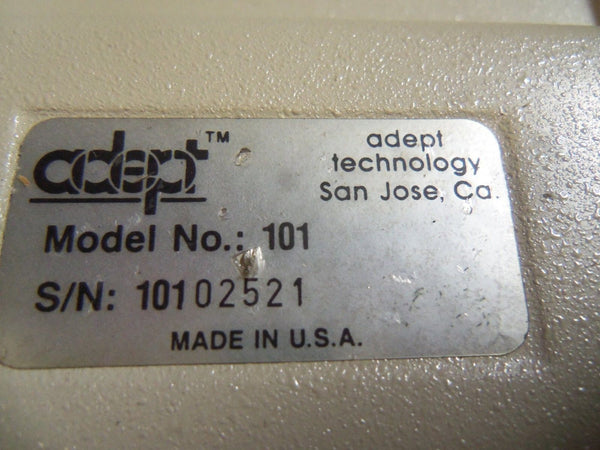 adept™
adept
technology
San Jose, Ca.
Model No.: 101
S/N: 10102521
MADE IN U.S.A.